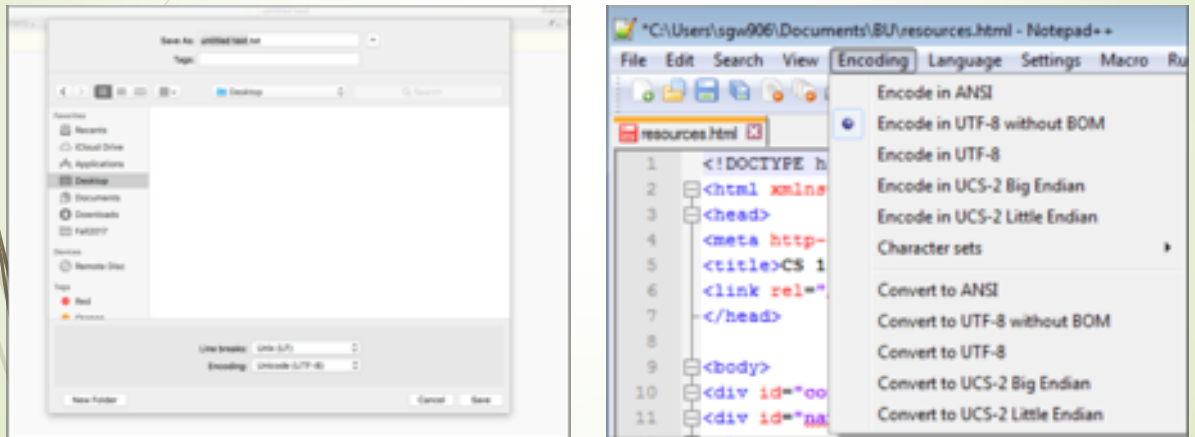 Save As: untitled text.txt
Tags:
Desktop
Search
Favorites
Recents
iCloud Drive
Applications
Desktop
Documents
Downloads
Fall2017
Devices
Remote Disc
Tags
Red
Orange
Line breaks: Unix (LF)
Encoding: Unicode (UTF-8)
New Folder Cancel Save
*C:\Users\sgw906\Documents\BU\resources.html - Notepad++
File Edit Search View Encoding Language Settings Macro Ru
resources.html
Encode in ANSI
Encode in UTF-8 without BOM
Encode in UTF-8
Encode in UCS-2 Big Endian
Encode in UCS-2 Little Endian
Character sets
Convert to ANSI
Convert to UTF-8 without BOM
Convert to UTF-8
Convert to UCS-2 Big Endian
Convert to UCS-2 Little Endian
1 <!DOCTYPE h
2 <html xmlns
3 <head>
4 <meta http-
5 <title>CS 1
6 <link rel="
7 </head>
8
9 <body>
10 <div id="co
11 <div id="na